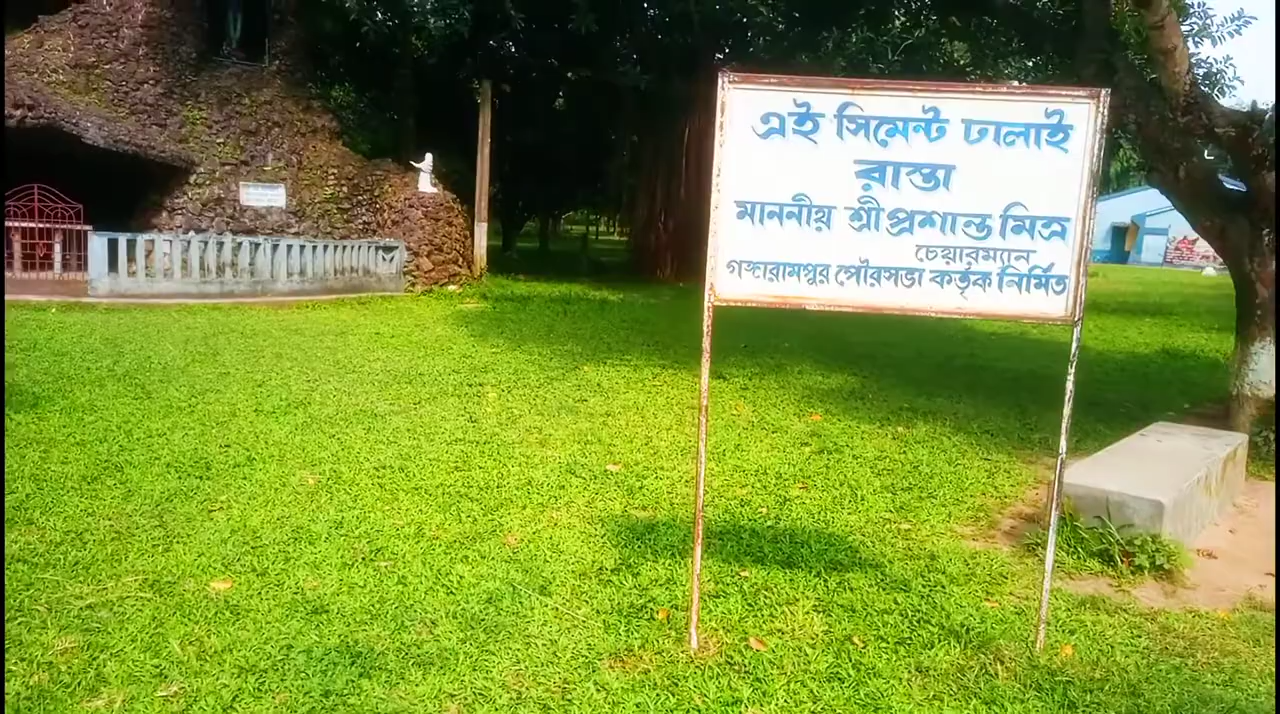 এই সিমেন্ট ঢালাই
রাস্তা
মাননীয় শ্রীপ্রশান্ত মিত্র
চেয়ারম্যান
গঙ্গারামপুর পৌরসভা কর্তৃক নির্মিত